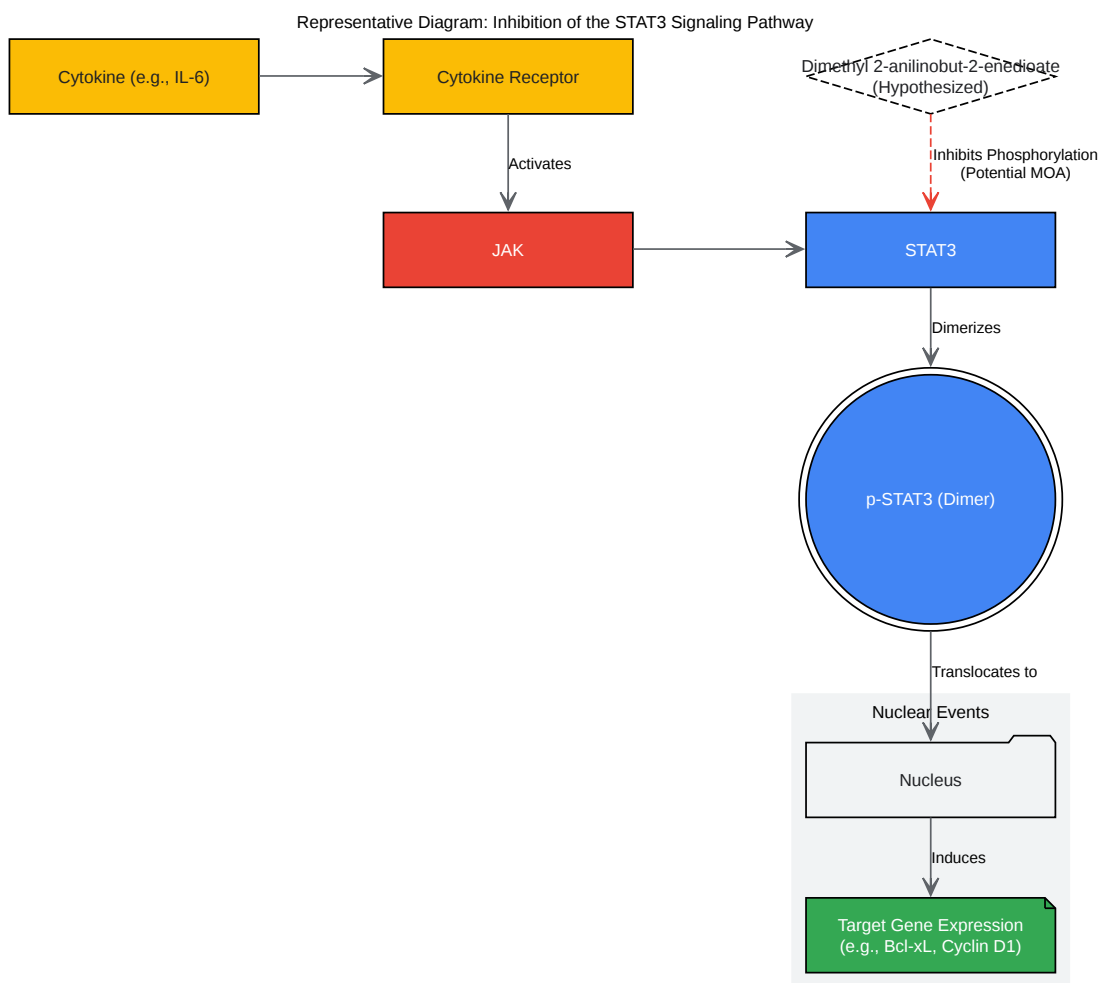 Representative Diagram: Inhibition of the STAT3 Signaling Pathway
Cytokine (e.g., IL-6)
Cytokine Receptor
Dimethyl 2-anilinobut-2-enedioate
(Hypothesized)
Activates
Inhibits Phosphorylation
(Potential MOA)
JAK
STAT3
Dimerizes
p-STAT3 (Dimer)
Translocates to
Nuclear Events
Nucleus
Induces
Target Gene Expression
(e.g., Bcl-xL, Cyclin D1)